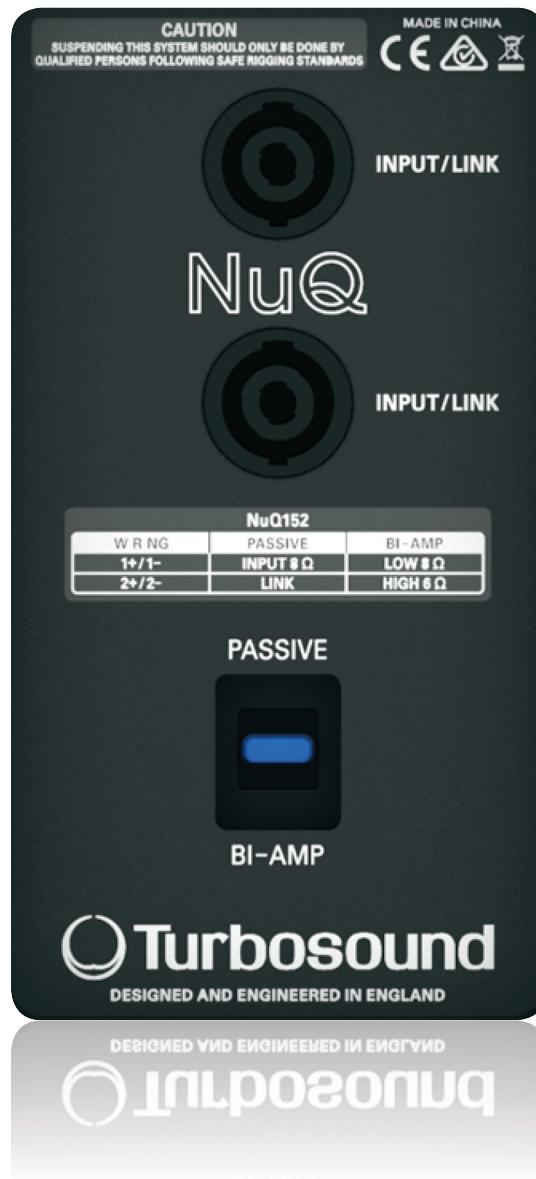 CAUTION
SUSPENDING THIS SYSTEM SHOULD ONLY BE DONE BY
QUALIFIED PERSONS FOLLOWING SAFE RIGGING STANDARDS
MADE IN CHINA
CE
INPUT/LINK
NuQ
INPUT/LINK
NuQ152
W R NG PASSIVE BI-AMP
1+/1- INPUT 8 Ω LOW 8 Ω
2+/2- LINK HIGH 6 Ω
PASSIVE
BI-AMP
Turbosound
DESIGNED AND ENGINEERED IN ENGLAND